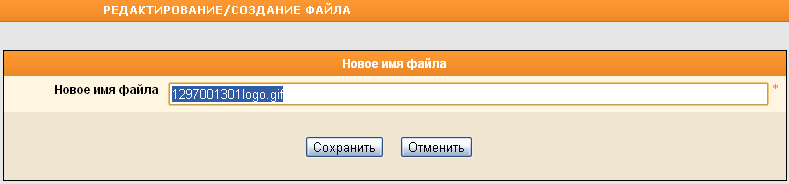 РЕДАКТИРОВАНИЕ/СОЗДАНИЕ ФАЙЛА
Новое имя файла
Новое имя файла 1297001301logo.gif *
Сохранить Отменить